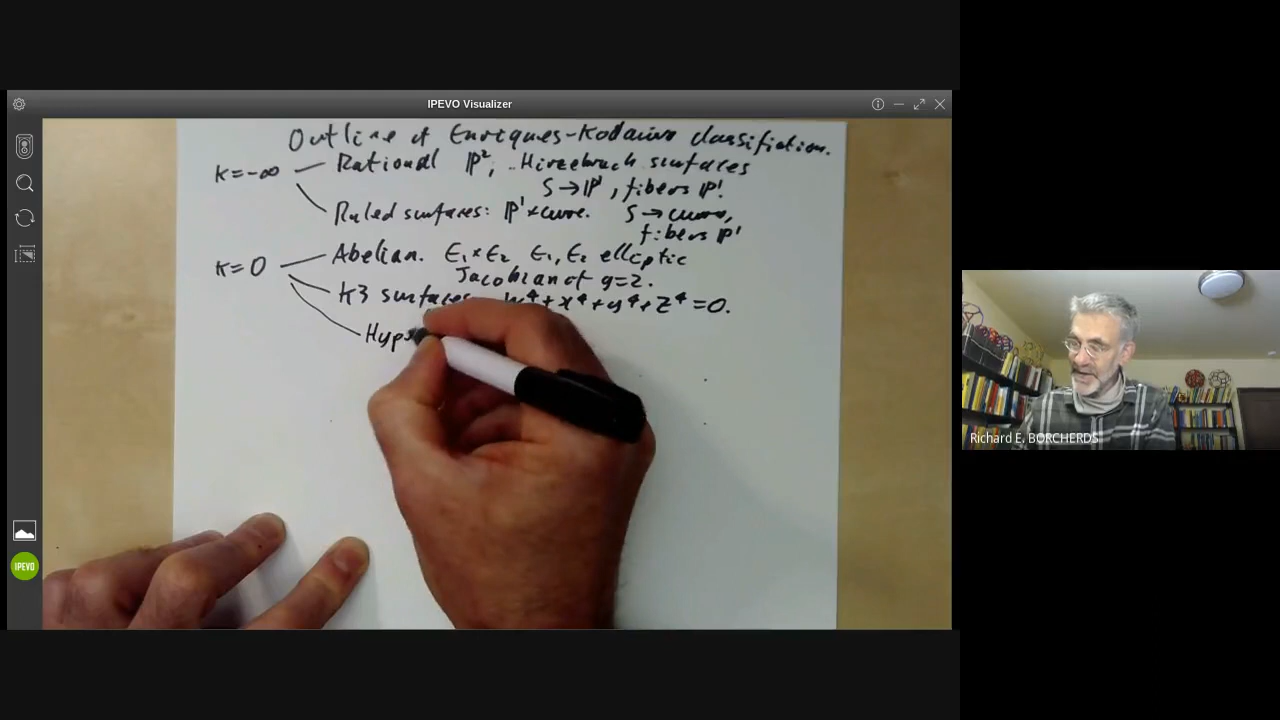 IPEVO Visualizer
Outline of Enriques-Kodaira classifiction.
κ=-∞ — Rational ℙ², Hirzebruch surfaces
S→ℙ¹, fibers ℙ¹.
Ruled surfaces: ℙ¹×curve. S→curve,
fibers ℙ¹
κ=0 — Abelian. E₁×E₂ E₁, E₂ elliptic
Jacobian of g=2.
K3 surfaces w⁴+x⁴+y⁴+z⁴=0.
Hyp
Richard E. BORCHERDS
IPEVO